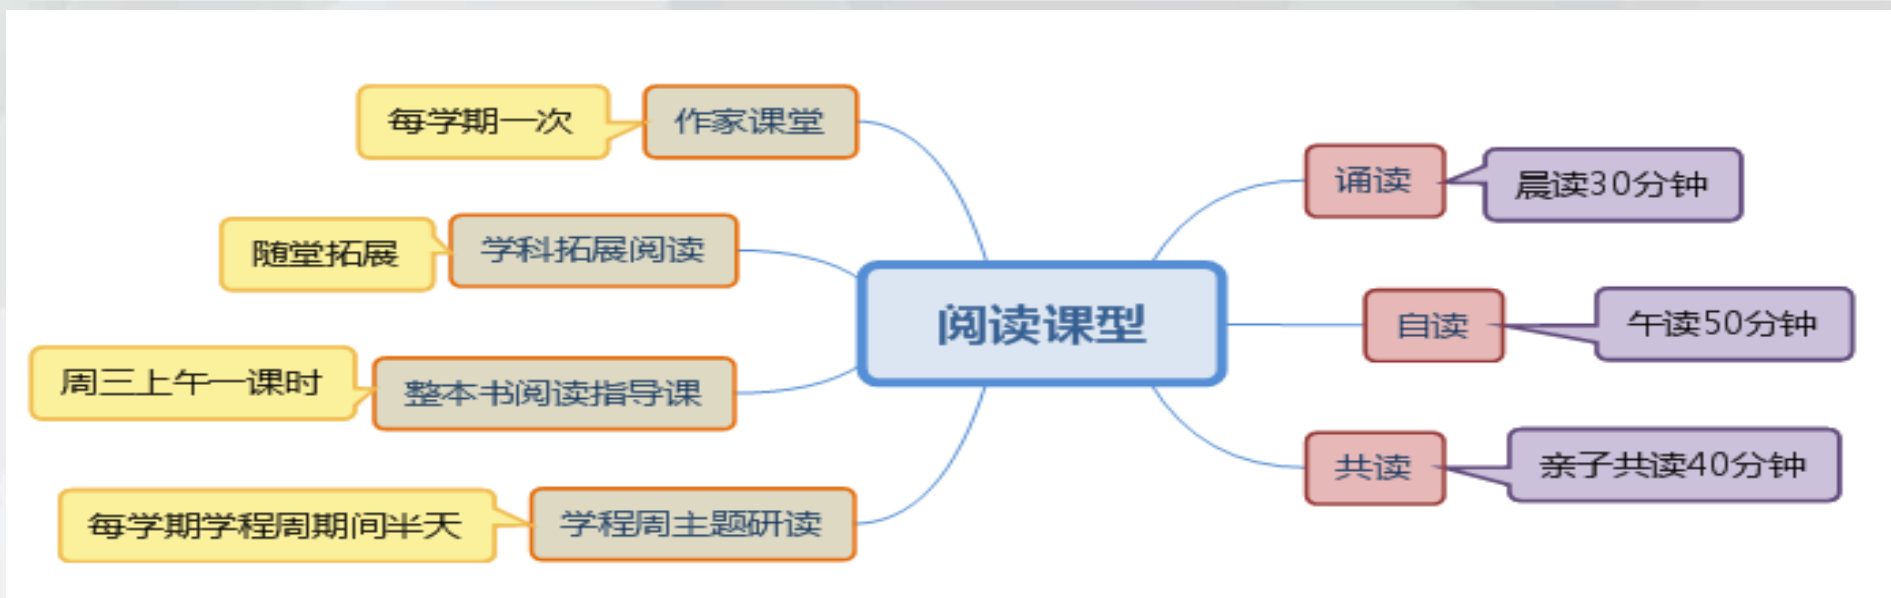 每学期一次
作家课堂
随堂拓展
学科拓展阅读
周三上午一课时
整本书阅读指导课
每学期学程周期间半天
学程周主题研读
阅读课型
诵读
晨读30分钟
自读
午读50分钟
共读
亲子共读40分钟